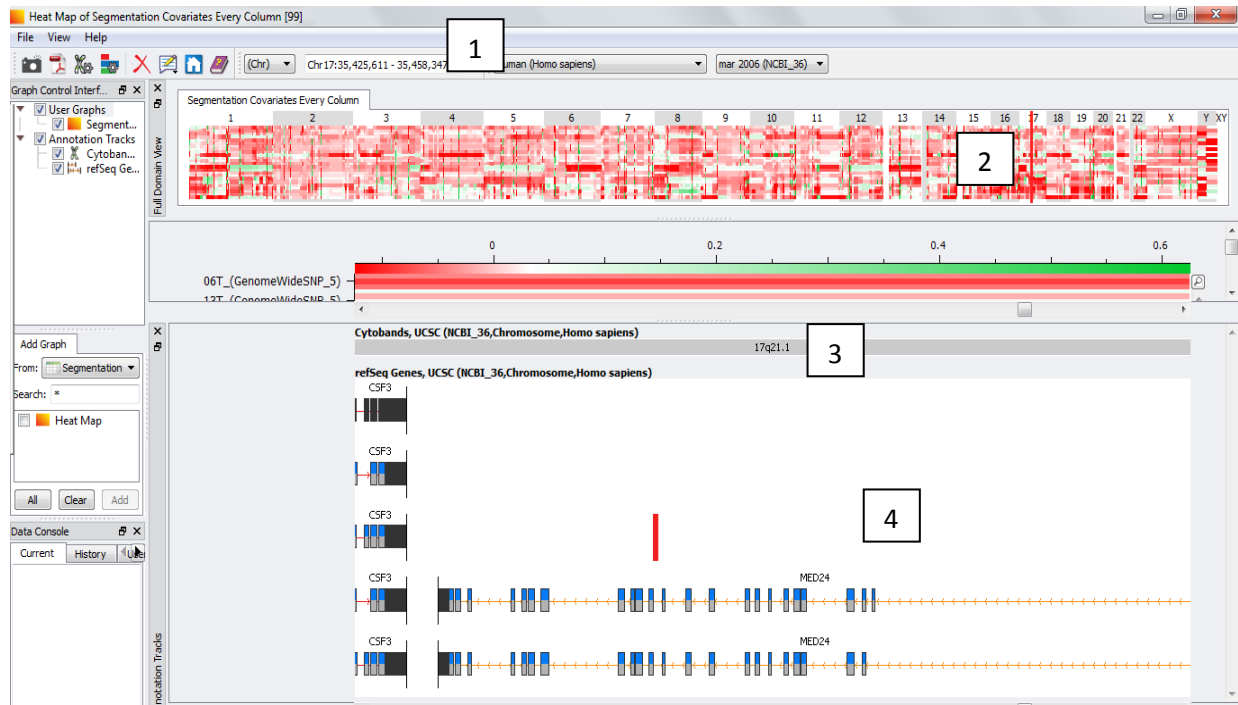 Heat Map of Segmentation Covariates Every Column [99]
File View Help
1
(Chr) Chr17:35,425,611 - 35,458,347 uman (Homo sapiens) mar 2006 (NCBI_36)
Graph Control Interf...
User Graphs
Segment...
Annotation Tracks
Cytoban...
refSeq Ge...
Full Domain View
Segmentation Covariates Every Column
1 2 3 4 5 6 7 8 9 10 11 12 13 14 15 16 17 18 19 20 21 22 X Y XY
2
0 0.2 0.4 0.6
06T_(GenomeWideSNP_5)
13T_(GenomeWideSNP_5)
Add Graph
From: Segmentation
Search: *
Heat Map
All Clear Add
Data Console
Current History
Cytobands, UCSC (NCBI_36,Chromosome,Homo sapiens)
17q21.1
3
refSeq Genes, UCSC (NCBI_36,Chromosome,Homo sapiens)
CSF3
CSF3
CSF3
4
CSF3 MED24
CSF3 MED24
notation Tracks